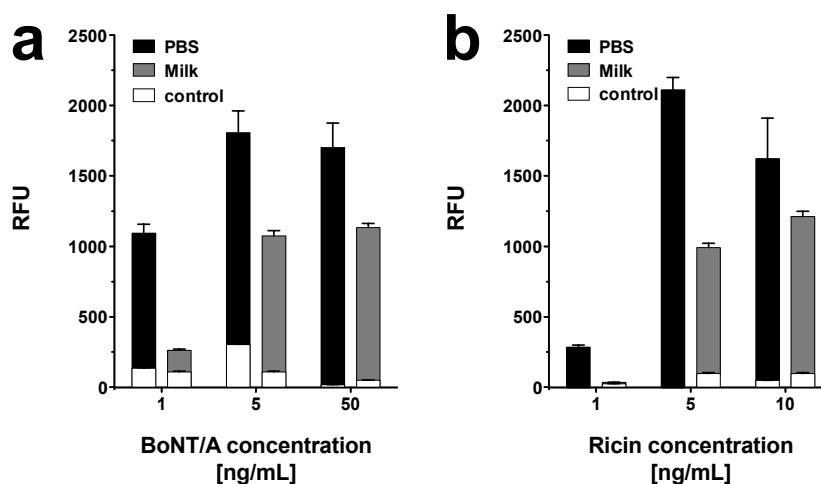 a
2500
2000
1500
1000
500
0
RFU
PBS
Milk
control
1 5 50
BoNT/A concentration
[ng/mL]
b
2500
2000
1500
1000
500
0
RFU
PBS
Milk
control
1 5 10
Ricin concentration
[ng/mL]